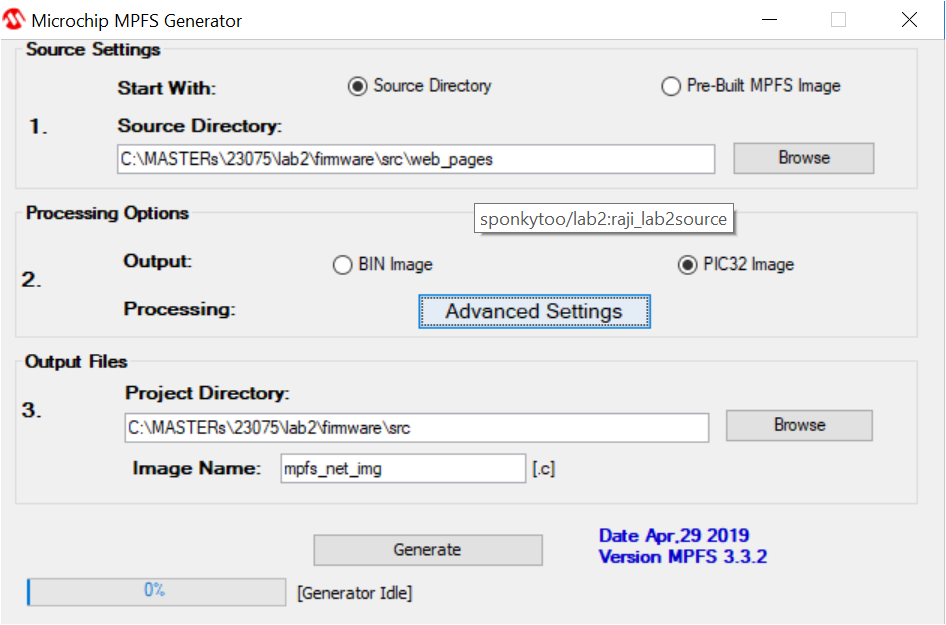 Microchip MPFS Generator
Source Settings
Start With: Source Directory Pre-Built MPFS Image
1.
Source Directory:
C:\MASTERs\23075\lab2\firmware\src\web_pages Browse
Processing Options
sponkytoo/lab2:raji_lab2source
Output: BIN Image PIC32 Image
2.
Processing: Advanced Settings
Output Files
Project Directory:
3.
C:\MASTERs\23075\lab2\firmware\src Browse
Image Name: mpfs_net_img [.c]
Generate
Date Apr,29 2019
Version MPFS 3.3.2
0% [Generator Idle]